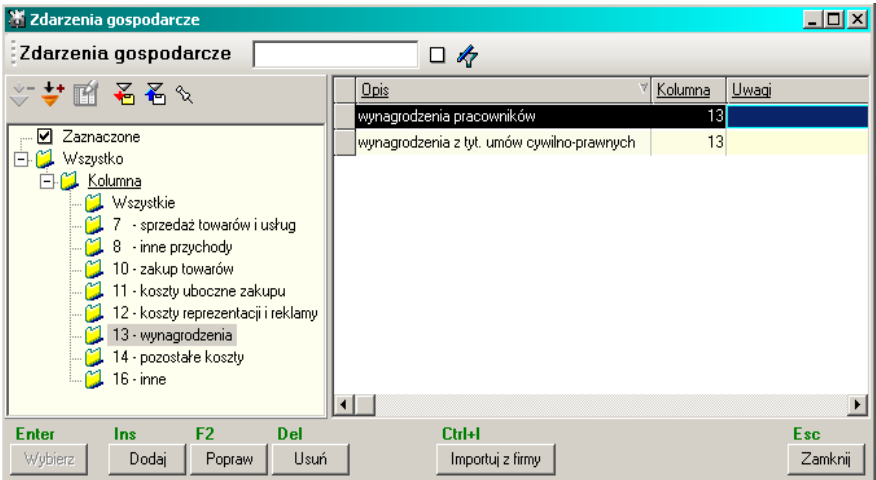 Zdarzenia gospodarcze
Zdarzenia gospodarcze
Opis Kolumna Uwagi
wynagrodzenia pracowników 13
wynagrodzenia z tyt. umów cywilno-prawnych 13
Zaznaczone
Wszystko
Kolumna
Wszystkie
7 - sprzedaż towarów i usług
8 - inne przychody
10 - zakup towarów
11 - koszty uboczne zakupu
12 - koszty reprezentacji i reklamy
13 - wynagrodzenia
14 - pozostałe koszty
16 - inne
Enter Ins F2 Del Ctrl+I Esc
Wybierz Dodaj Popraw Usuń Importuj z firmy Zamknij